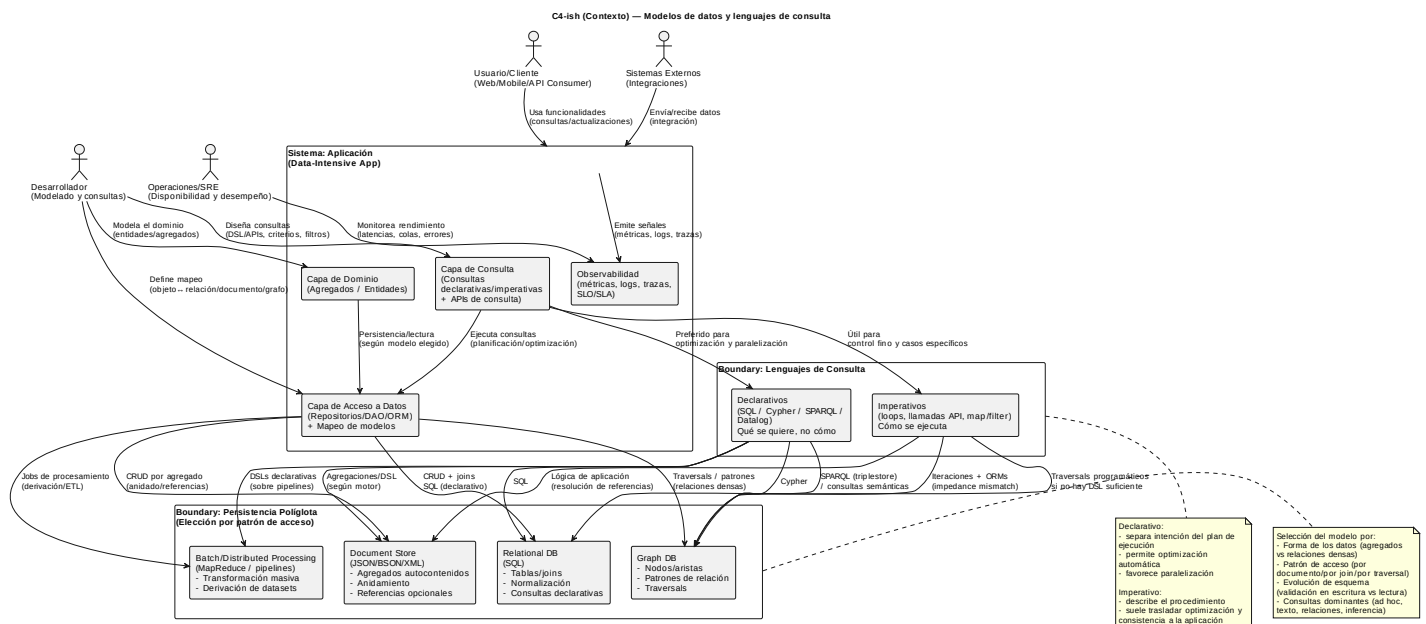 C4-ish (Contexto) — Modelos de datos y lenguajes de consulta
Usuario/Cliente
(Web/Mobile/API Consumer)
Sistemas Externos
(Integraciones)
Usa funcionalidades
(consultas/actualizaciones)
Envía/recibe datos
(integración)
Sistema: Aplicación
(Data-Intensive App)
Desarrollador
(Modelado y consultas)
Operaciones/SRE
(Disponibilidad y desempeño)
Modela el dominio
(entidades/agregados)
Diseña consultas
(DSL/APIs, criterios, filtros)
Monitorea rendimiento
(latencias, colas, errores)
Emite señales
(métricas, logs, trazas)
Define mapeo
(objeto↔relación/documento/grafo)
Capa de Dominio
(Agregados / Entidades)
Capa de Consulta
(Consultas
declarativas/imperativas
+ APIs de consulta)
Observabilidad
(métricas, logs, trazas,
SLO/SLA)
Persistencia/lectura
(según modelo elegido)
Ejecuta consultas
(planificación/optimización)
Preferido para
optimización y paralelización
Útil para
control fino y casos específicos
Boundary: Lenguajes de Consulta
Capa de Acceso a Datos
(Repositorios/DAO/ORM)
+ Mapeo de modelos
Declarativos
(SQL / Cypher / SPARQL /
Datalog)
Qué se quiere, no cómo
Imperativos
(loops, llamadas API, map/filter)
Cómo se ejecuta
Jobs de procesamiento
(derivación/ETL)
CRUD por agregado
(anidado/referencias)
DSLs declarativas
(sobre pipelines)
Agregaciones/DSL
(según motor)
CRUD + joins
SQL (declarativo)
SQL
Lógica de aplicación
(resolución de referencias)
Traversals / patrones
(relaciones densas)
Cypher
SPARQL (triplestore)
/ consultas semánticas
Iteraciones + ORMs
(impedance mismatch)
Traversals programáticos
si no hay DSL suficiente
Boundary: Persistencia Políglota
(Elección por patrón de acceso)
Batch/Distributed Processing
(MapReduce / pipelines)
- Transformación masiva
- Derivación de datasets
Document Store
(JSON/BSON/XML)
- Agregados autocontenidos
- Anidamiento
- Referencias opcionales
Relational DB
(SQL)
- Tablas/joins
- Normalización
- Consultas declarativas
Graph DB
- Nodos/aristas
- Patrones de relación
- Traversals
Declarativo:
- separa intención del plan de
ejecución
- permite optimización
automática
- favorece paralelización
Imperativo:
- describe el procedimiento
- suele trasladar optimización y
consistencia a la aplicación
Selección del modelo por:
- Forma de los datos (agregados
vs relaciones densas)
- Patrón de acceso (por
documento/por join/por traversal)
- Evolución de esquema
(validación en escritura vs lectura)
- Consultas dominantes (ad hoc,
texto, relaciones, inferencia)